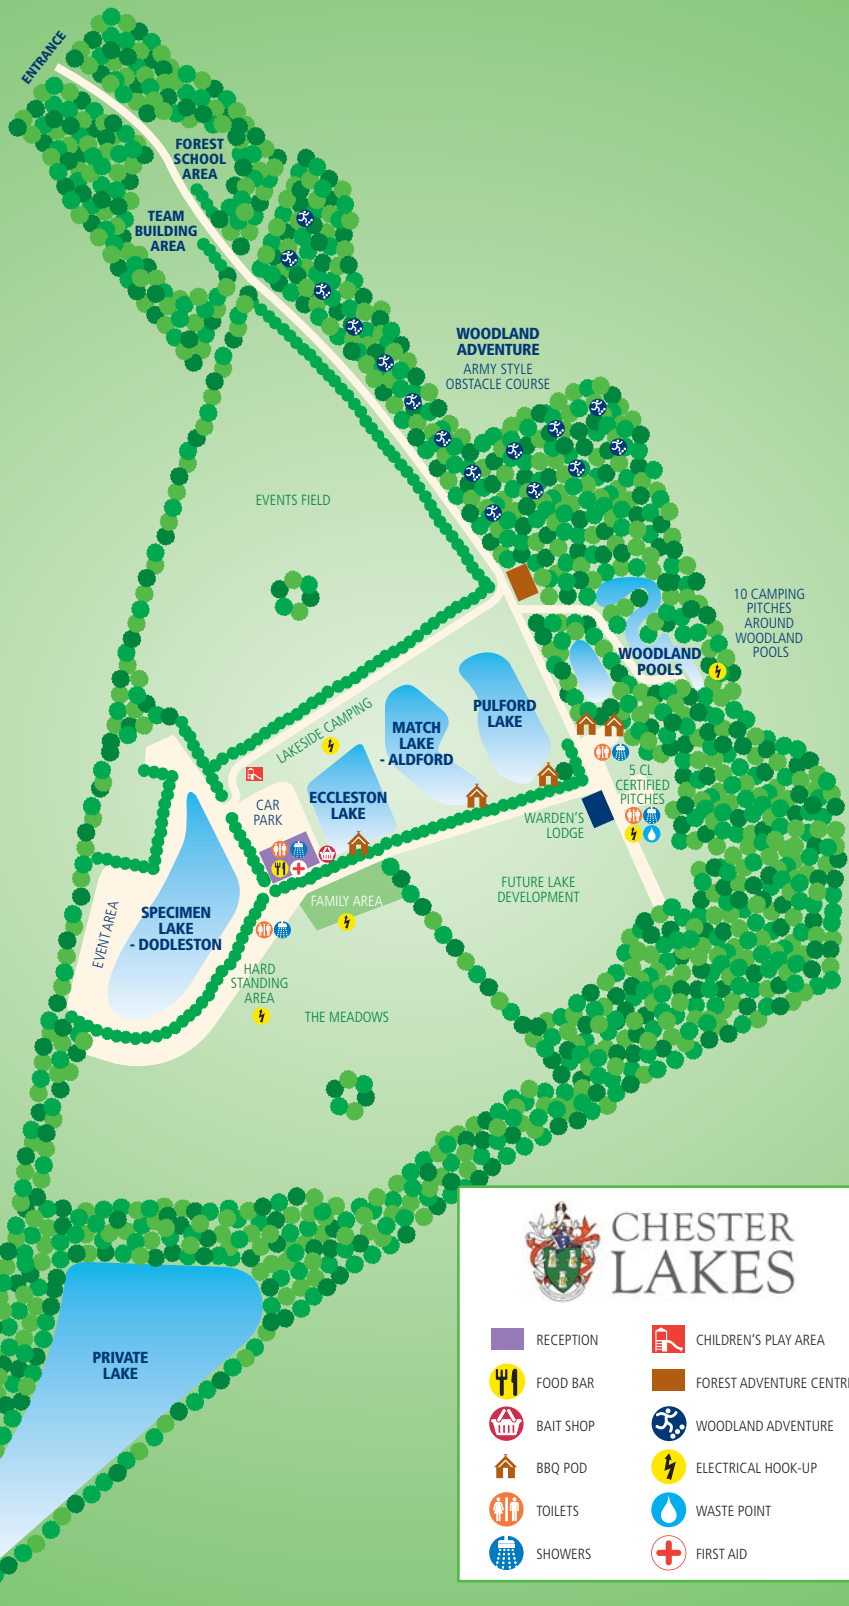 ENTRANCE
FOREST
SCHOOL
AREA
TEAM
BUILDING
AREA
WOODLAND
ADVENTURE
ARMY STYLE
OBSTACLE COURSE
EVENTS FIELD
10 CAMPING
PITCHES
AROUND
WOODLAND
POOLS
WOODLAND
POOLS
PULFORD
LAKE
MATCH
LAKE
- ALDFORD
LAKESIDE CAMPING
ECCLESTON
LAKE
CAR
PARK
5 CL
CERTIFIED
PITCHES
WARDEN'S
LODGE
FUTURE LAKE
DEVELOPMENT
FAMILY AREA
SPECIMEN
LAKE
- DODLESTON
EVENT AREA
HARD
STANDING
AREA
THE MEADOWS
PRIVATE
LAKE
CHESTER
LAKES
RECEPTION
FOOD BAR
BAIT SHOP
BBQ POD
TOILETS
SHOWERS
CHILDREN'S PLAY AREA
FOREST ADVENTURE CENTR
WOODLAND ADVENTURE
ELECTRICAL HOOK-UP
WASTE POINT
FIRST AID